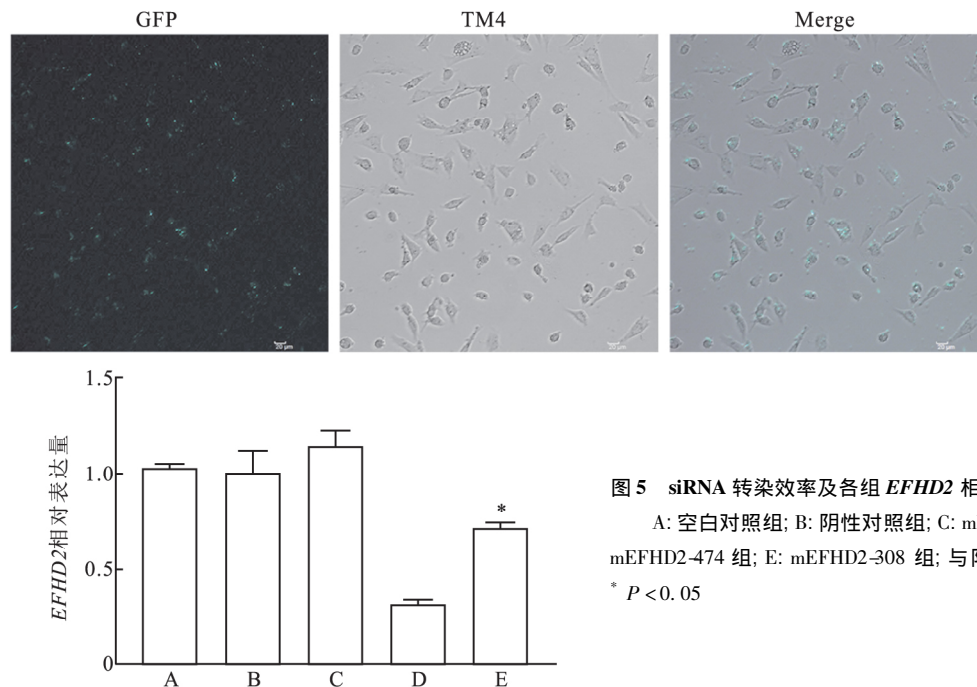 GFP TM4 Merge
20 μm 20 μm 20 μm
1.5
1.0
0.5
0
EFHD2相对表达量
*
A B C D E
图 5 siRNA 转染效率及各组 EFHD2 相
A: 空白对照组; B: 阴性对照组; C: m
mEFHD2-474 组; E: mEFHD2-308 组; 与
* P < 0. 05